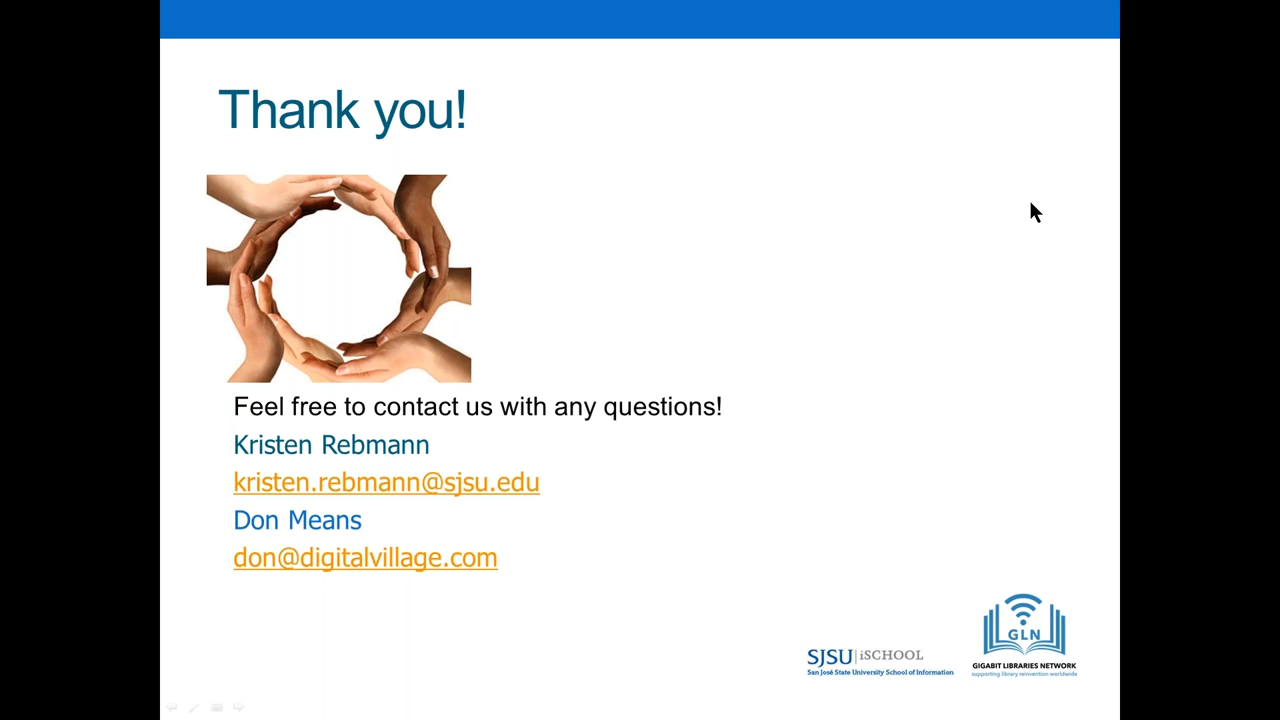 Thank you!
Feel free to contact us with any questions!
Kristen Rebmann
kristen.rebmann@sjsu.edu
Don Means
don@digitalvillage.com
SJSU | iSCHOOL
San José State University School of Information
GLN
GIGABIT LIBRARIES NETWORK
supporting library reinvention worldwide